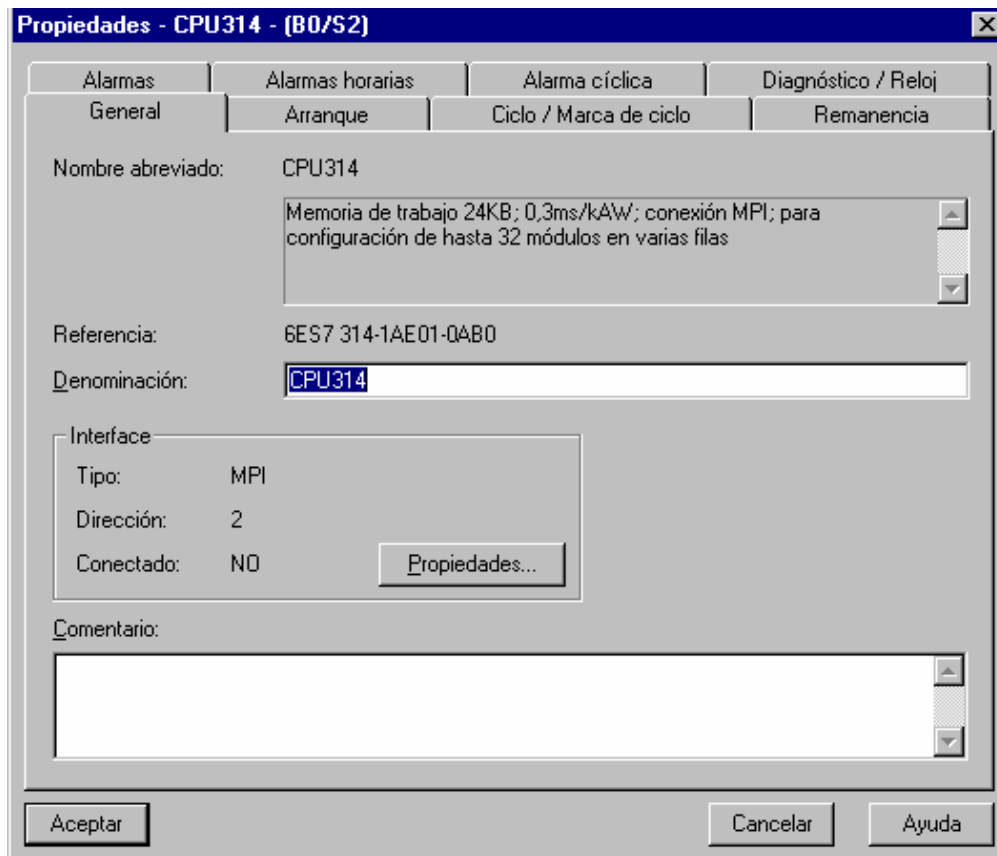 Propiedades - CPU314 - (B0/S2)
Alarmas Alarmas horarias Alarma cíclica Diagnóstico / Reloj
General Arranque Ciclo / Marca de ciclo Remanencia
Nombre abreviado: CPU314
Memoria de trabajo 24KB; 0,3ms/kAW; conexión MPI; para
configuración de hasta 32 módulos en varias filas
Referencia: 6ES7 314-1AE01-0AB0
Denominación: CPU314
Interface
Tipo: MPI
Dirección: 2
Conectado: NO Propiedades...
Comentario:
Aceptar Cancelar Ayuda